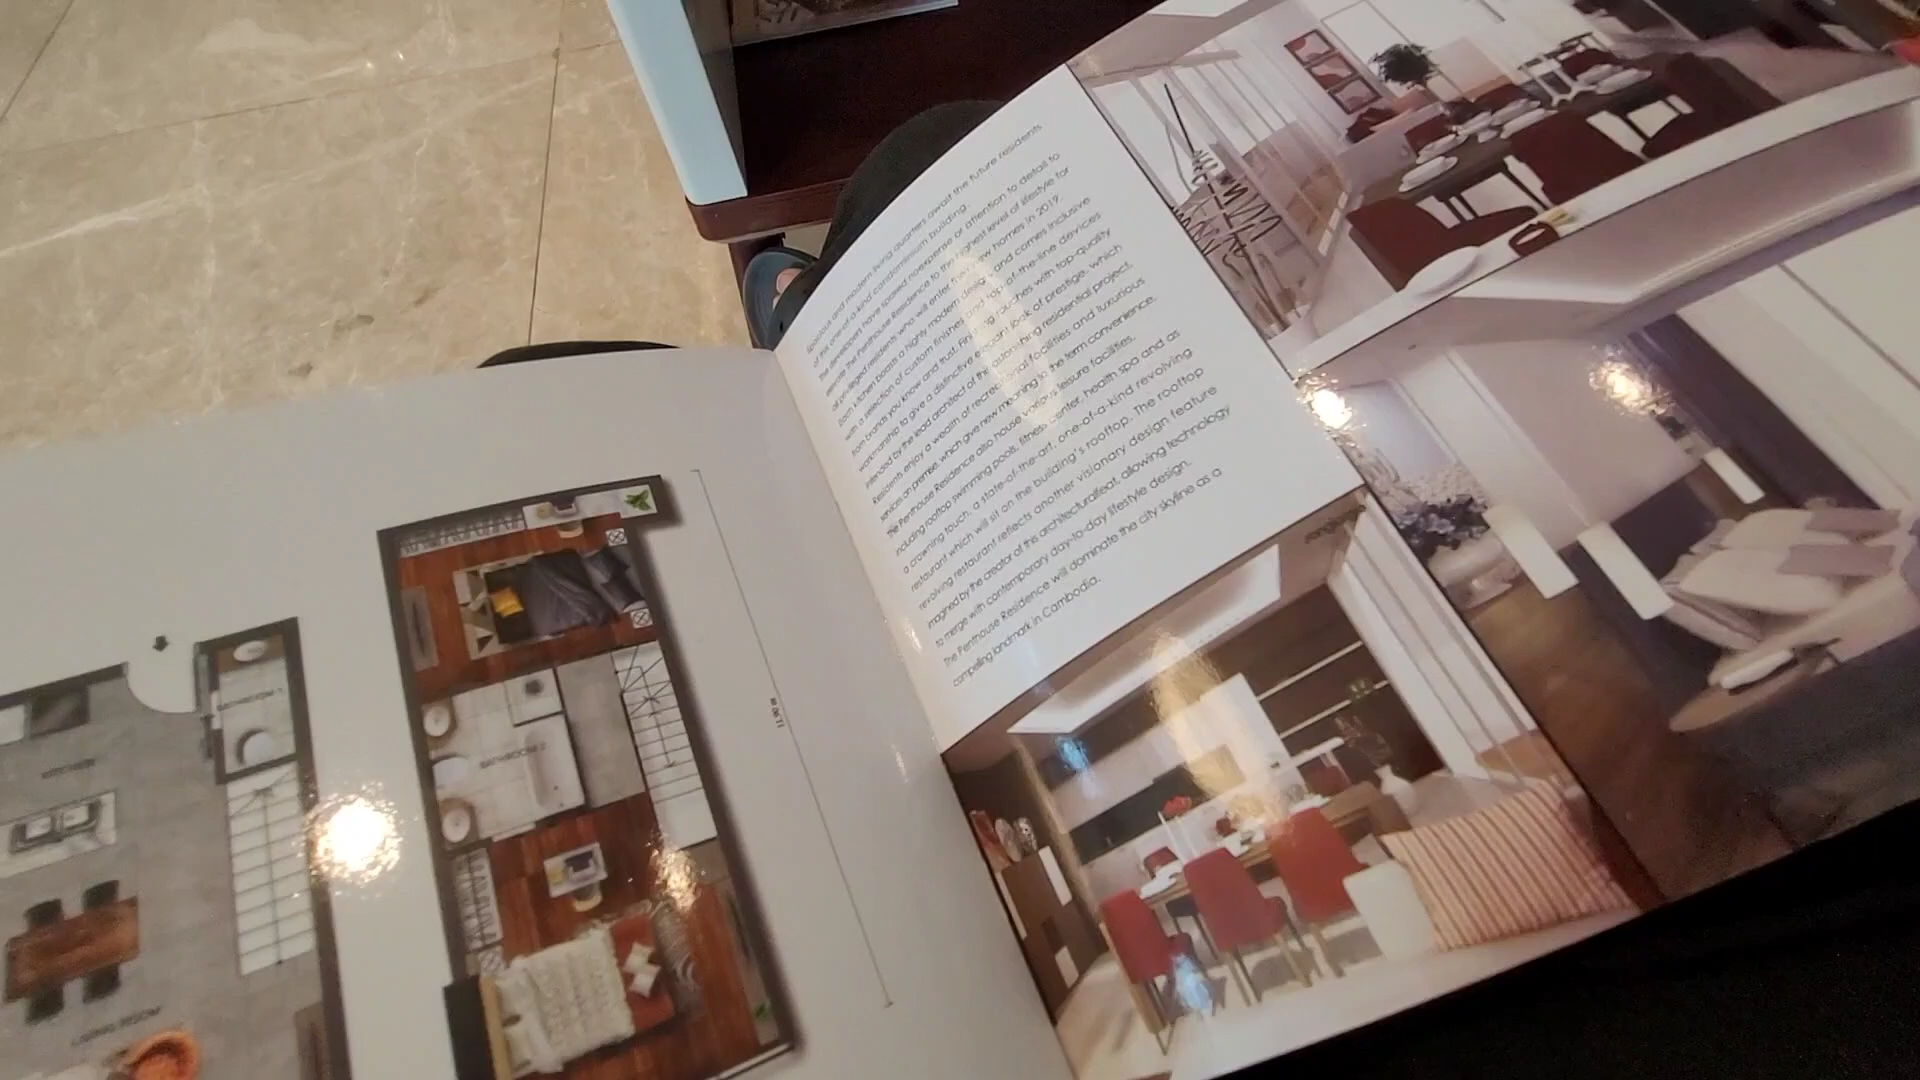 KITCHEN
LIVING ROOM
BATHROOM 2
11.90 M
Spacious and modern living quarters await the future residents
of this one-of-a-kind condominium building.
The developers have spared no expense or attention to detail to
elevate the Penthouse Residence to the highest level of lifestyle for
all privileged residents who will enter their new homes in 2019.
Each kitchen boasts a highly modern design and comes inclusive
with a selection of custom finishes and top-of-the-line devices
from brands you know and trust. Finishing touches with top-quality
workmanship to give a distinctive elegant look of prestige, which
intended by the lead architect of this astonishing residential project.
Residents enjoy a wealth of recreational facilities and luxurious
services on premise, which give new meaning to the term convenience.
The Penthouse Residence also house various leisure facilities,
including rooftop swimming pools, fitness center, health spa and as
a crowning touch, a state-of-the-art, one-of-a-kind revolving
restaurant which will sit on the building's rooftop. The rooftop
revolving restaurant reflects another visionary design feature
imagined by the creator of this architectural feat, allowing technology
to merge with contemporary day-to-day lifestyle design.
The Penthouse Residence will dominate the city skyline as a
compelling landmark in Cambodia.